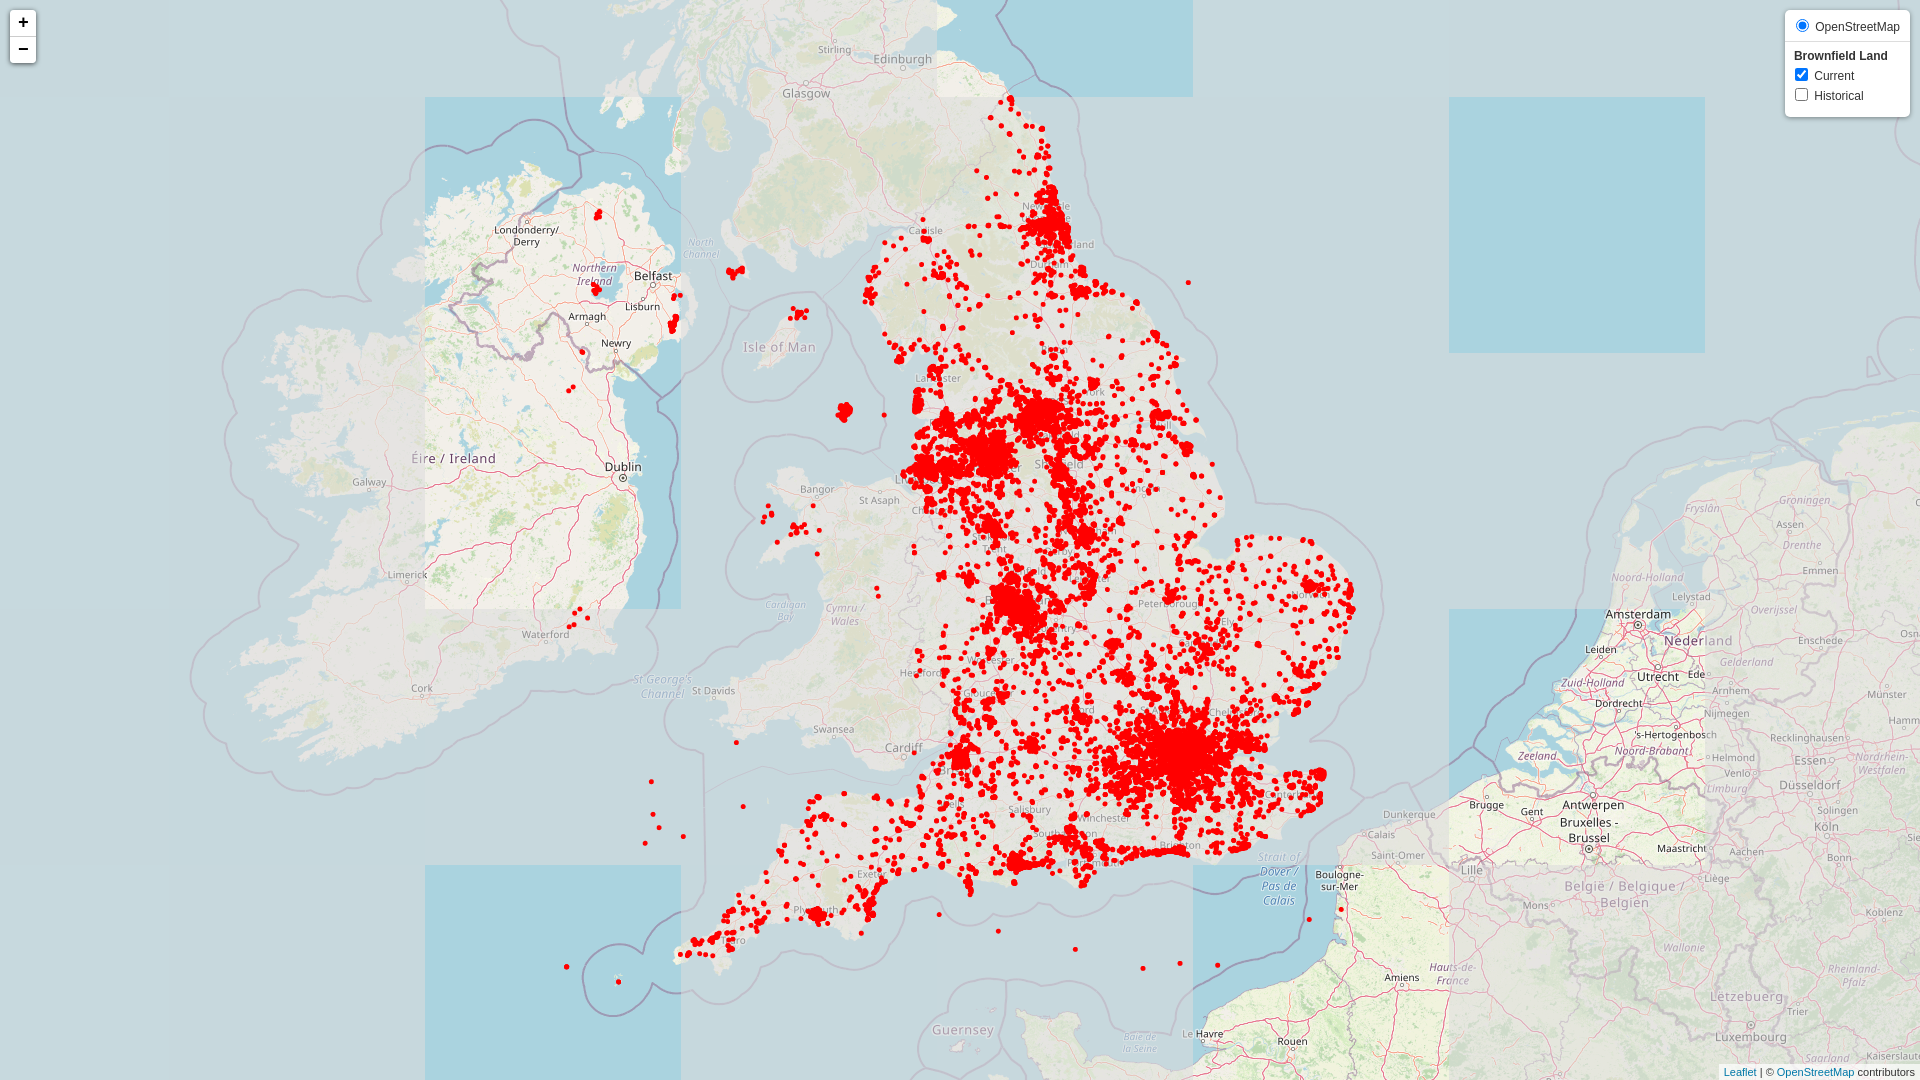 +
−
OpenStreetMap
Brownfield Land
Current
Historical
Stirling
Edinburgh
Glasgow
Londonderry/
Derry
North
Channel
Northern
Ireland
Belfast
Lisburn
Armagh
Newry
Isle of Man
Carlisle
Durham
Éire / Ireland
Dublin
Galway
Limerick
Waterford
Cork
Bangor
St Asaph
Cardigan
Bay
Cymru /
Wales
St George's
Channel
St Davids
Swansea
Cardiff
Peterborough
Ely
Worcester
Hereford
Salisbury
Winchester
Brighton
Exeter
Plymouth
Truro
Strait of
Dover /
Pas de
Calais
Guernsey
Baie de
la Seine
Le Havre
Rouen
Amiens
Boulogne-
sur-Mer
Calais
Saint-Omer
Dunkerque
Lille
Hauts-de-
France
Mons
België / Belgique /
Belgien
Wallonie
Brugge
Gent
Antwerpen
Bruxelles -
Brussel
Maastricht
Aachen
Liège
Bonn
Köln
Koblenz
Rheinland-
Pfalz
Lëtzebuerg
Trier
Luxembourg
Saarland
Kaiserslaute
Zeeland
's-Hertogenbosch
Noord-Brabant
Helmond
Venlo
Limburg
Essen
Düsseldorf
Solingen
Recklinghausen
Nordrhein-
Westfalen
Dordrecht
Nijmegen
Zuid-Holland
Utrecht
Ede
Arnhem
Leiden
Amsterdam
Nederland
Gelderland
Münster
Lelystad
Overijssel
Enschede
Noord-Holland
Emmen
Drenthe
Assen
Groningen
Fryslân
Leaflet | © OpenStreetMap contributors